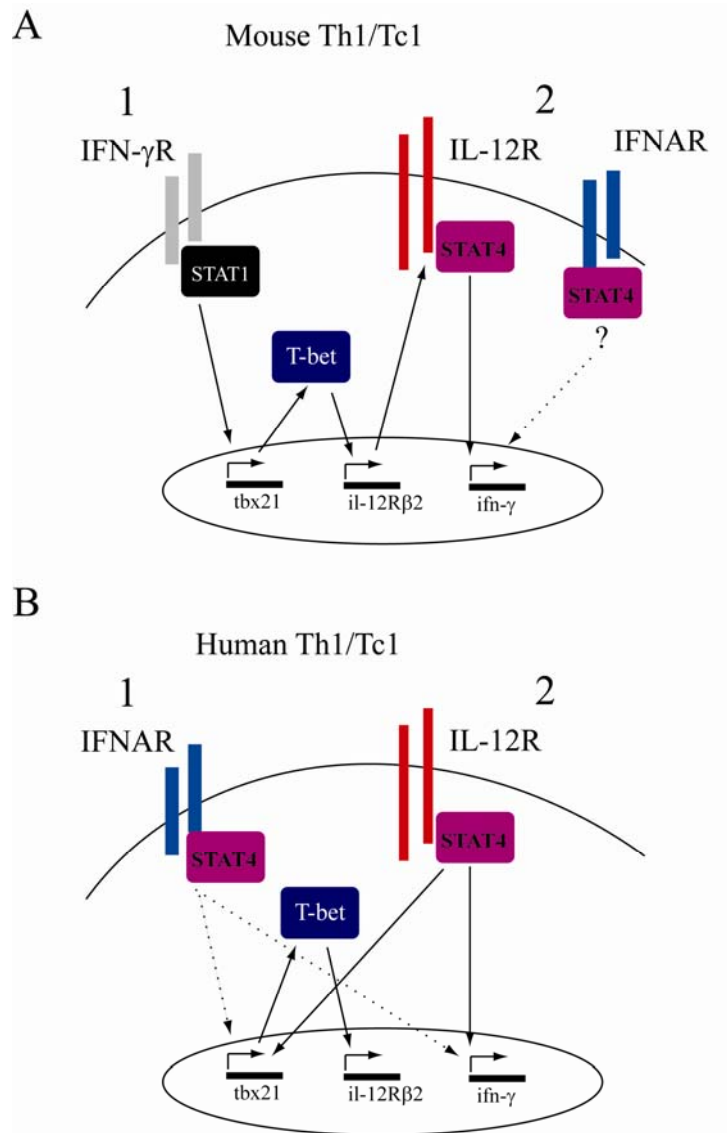 A
Mouse Th1/Tc1
1
2
IFN-γR
IL-12R
IFNAR
STAT1
STAT4
STAT4
?
T-bet
tbx21
il-12Rβ2
ifn-γ
B
Human Th1/Tc1
1
2
IFNAR
IL-12R
STAT4
STAT4
T-bet
tbx21
il-12Rβ2
ifn-γ